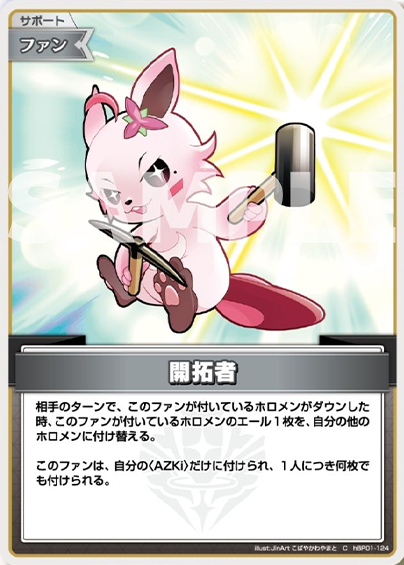 サポート
ファン
SAMPLE
開拓者
相手のターンで、このファンが付いているホロメンがダウンした
時、このファンが付いているホロメンのエール1枚を、自分の他の
ホロメンに付け替える。
このファンは、自分の〈AZKi〉だけに付けられ、1人につき何枚で
も付けられる。
illust:JinArt こばやかわやまと C hBP01-124